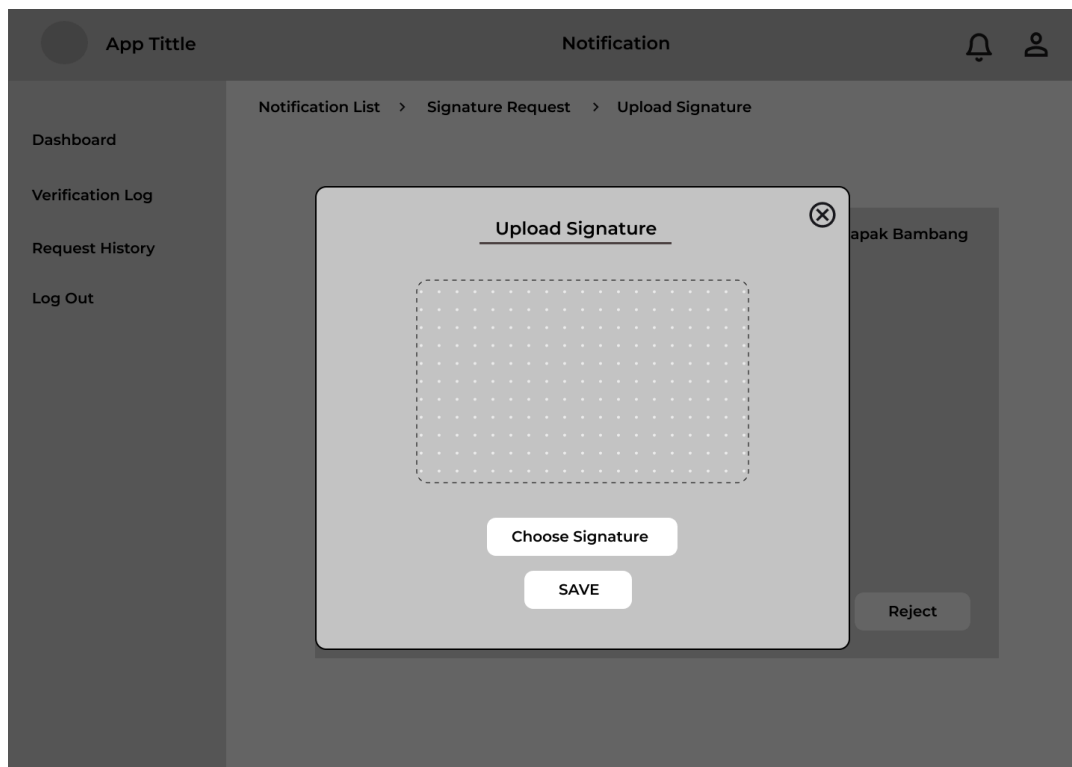 App Tittle
Notification
Notification List > Signature Request > Upload Signature
Dashboard
Verification Log
Request History
Log Out
Upload Signature
Bambang
Choose Signature
SAVE
Reject